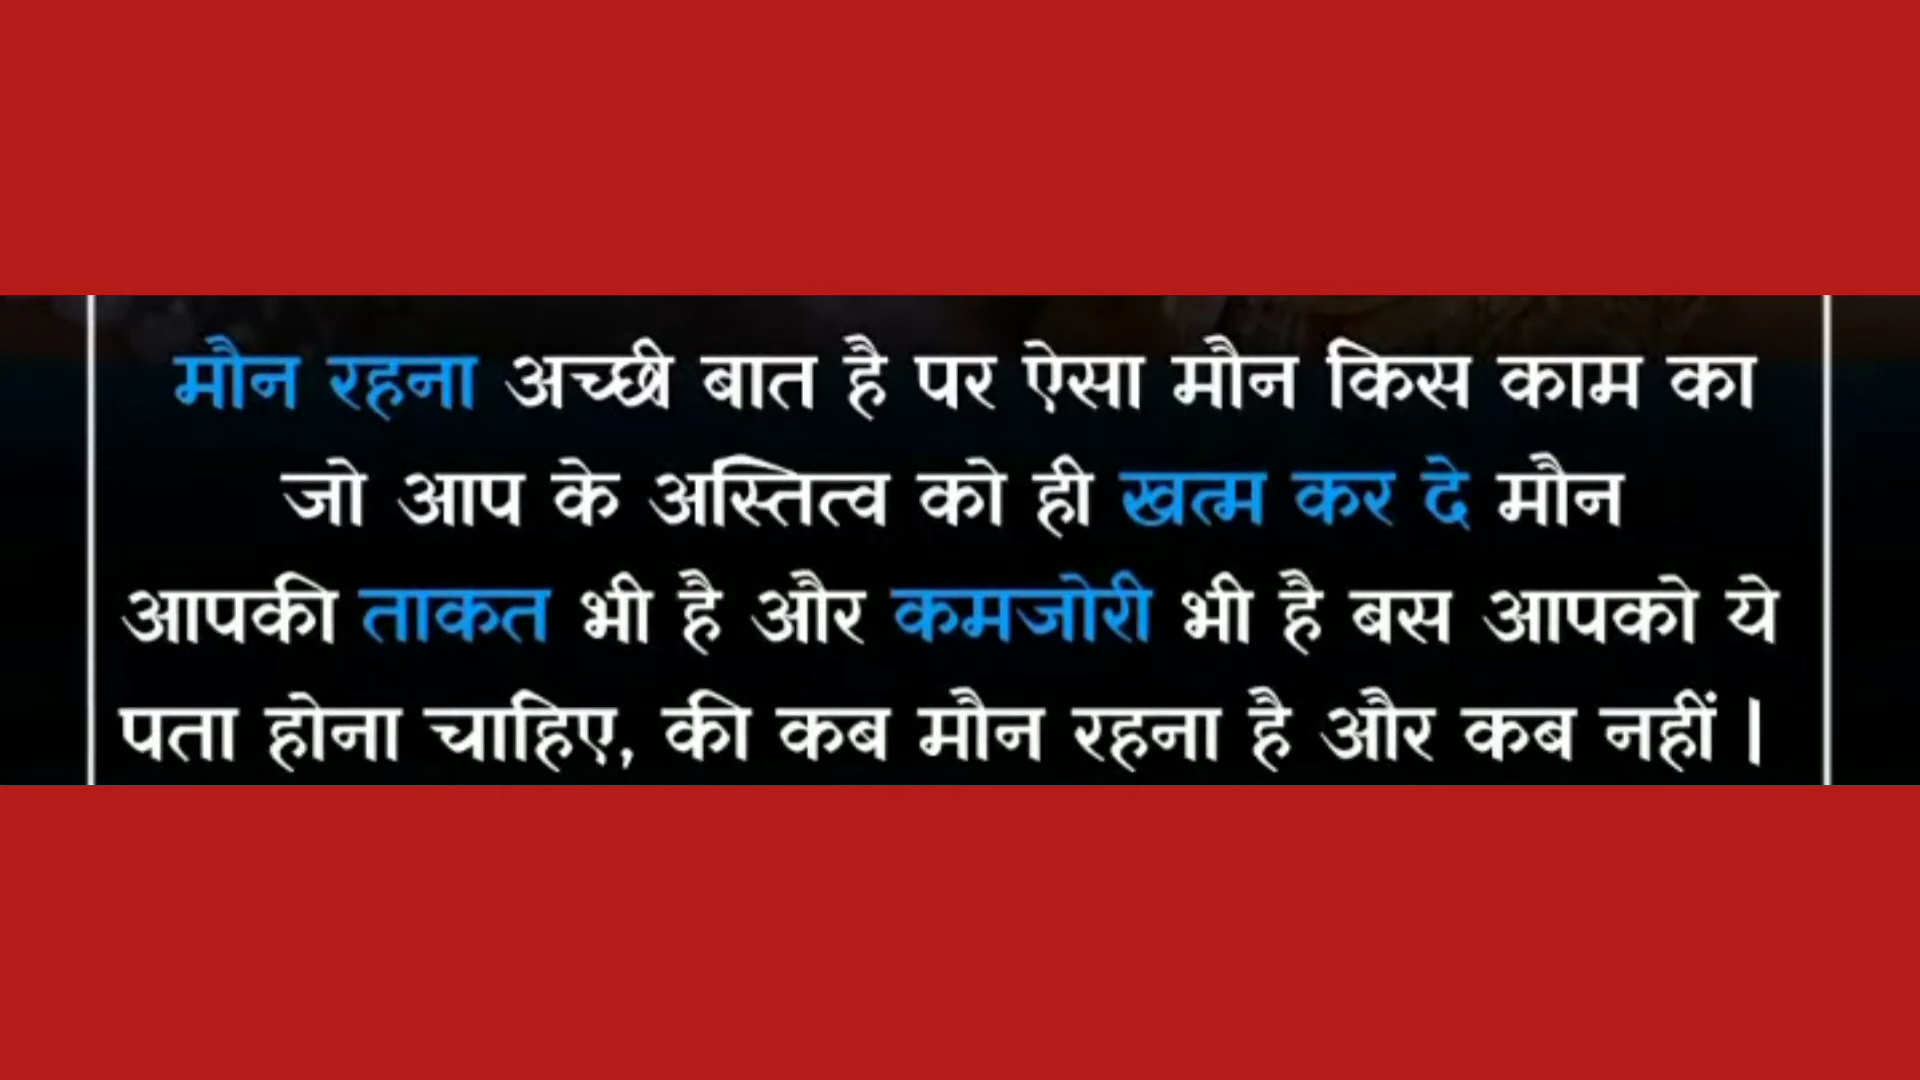 मौन रहना अच्छी बात है पर ऐसा मौन किस काम का
जो आप के अस्तित्व को ही खत्म कर दे मौन
आपकी ताकत भी है और कमजोरी भी है बस आपको ये
पता होना चाहिए, की कब मौन रहना है और कब नहीं |